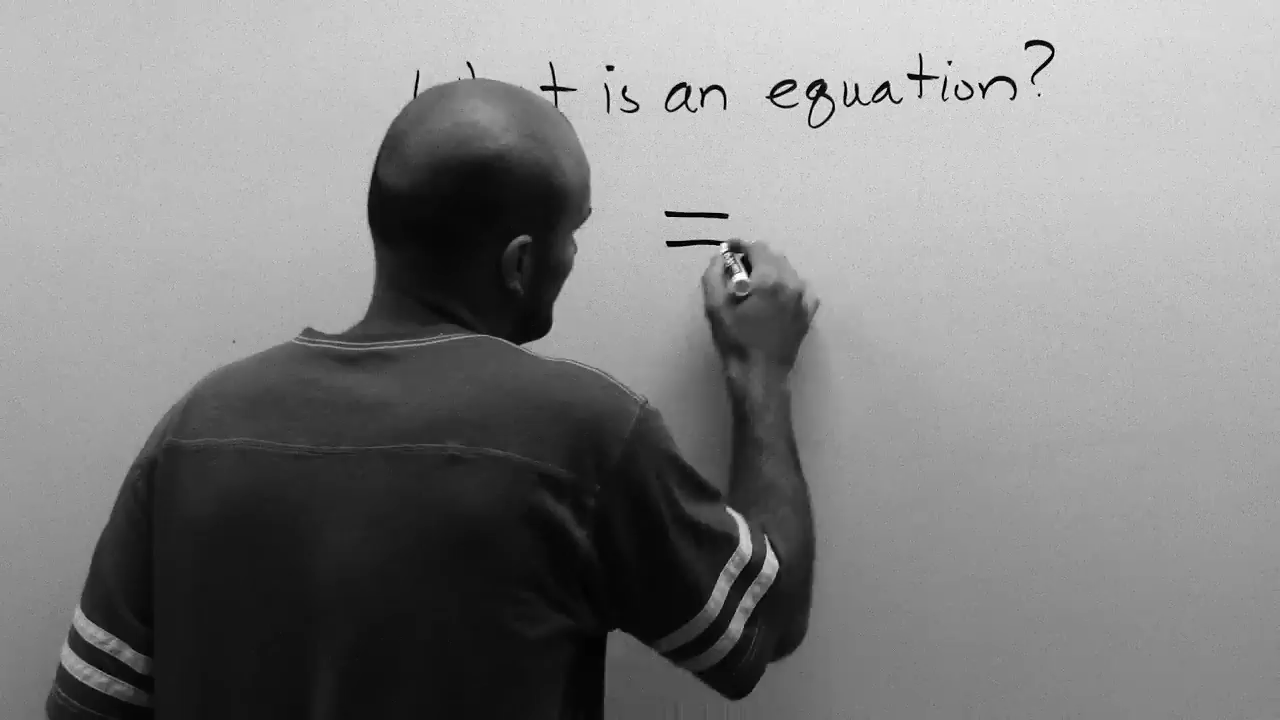 is an equation?
=